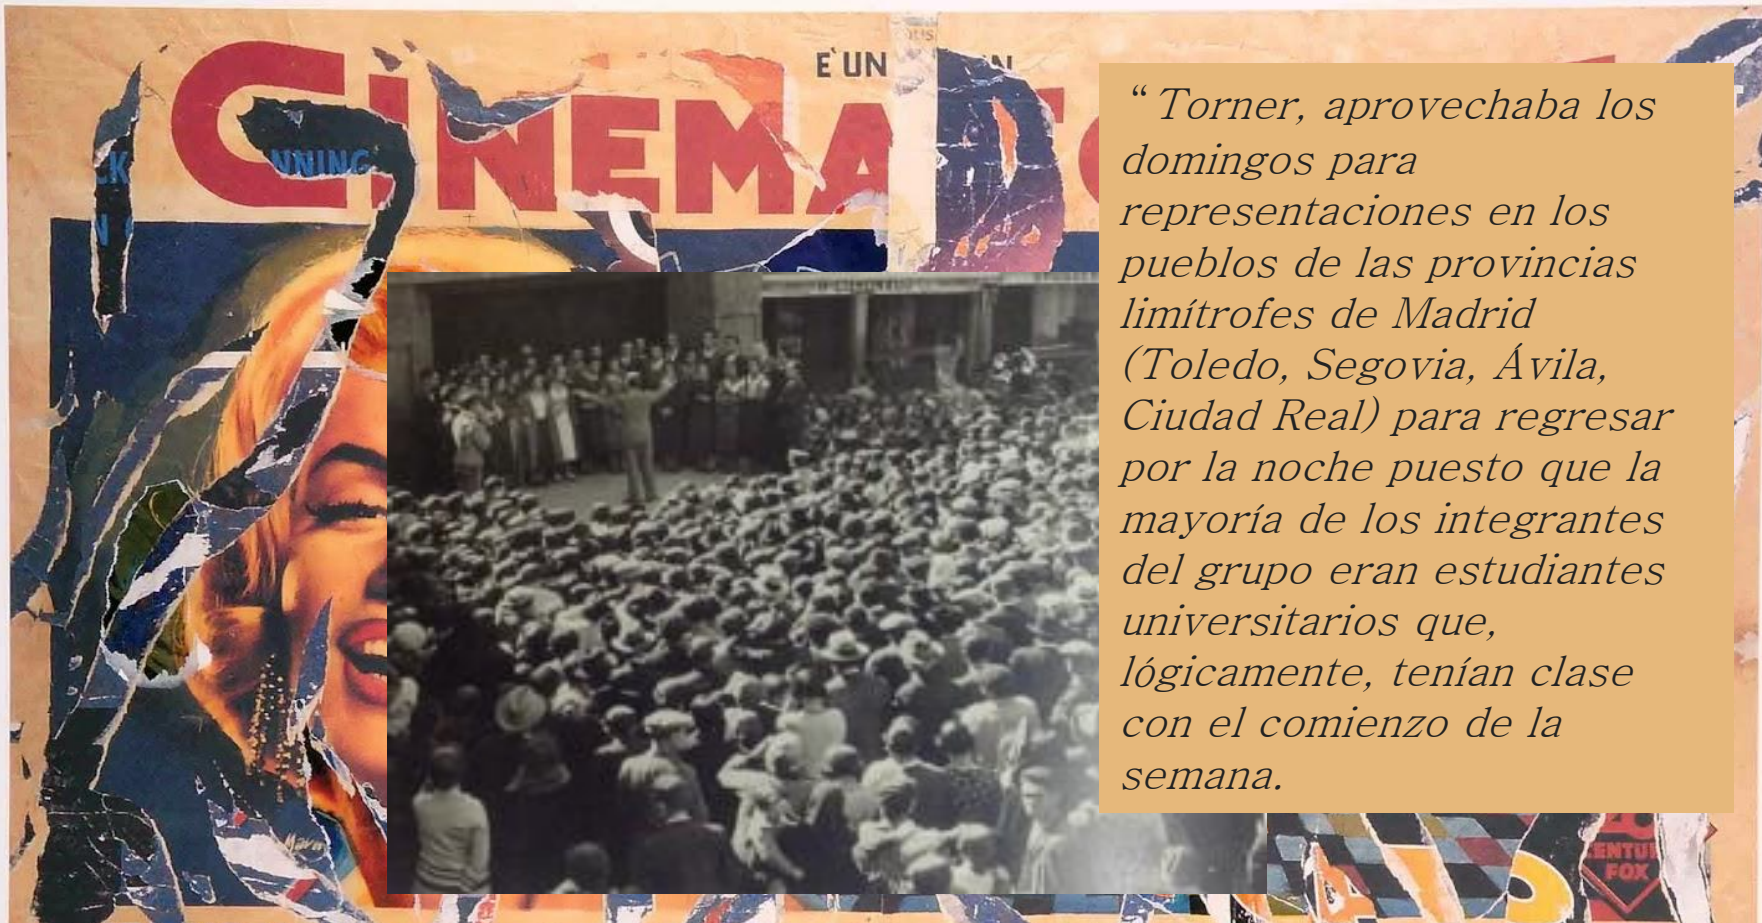 E'UN
CINEMA
CK
NNING
N
“Torner, aprovechaba los
domingos para
representaciones en los
pueblos de las provincias
limítrofes de Madrid
(Toledo, Segovia, Ávila,
Ciudad Real) para regresar
por la noche puesto que la
mayoría de los integrantes
del grupo eran estudiantes
universitarios que,
lógicamente, tenían clase
con el comienzo de la
semana.
ENTU
FOX